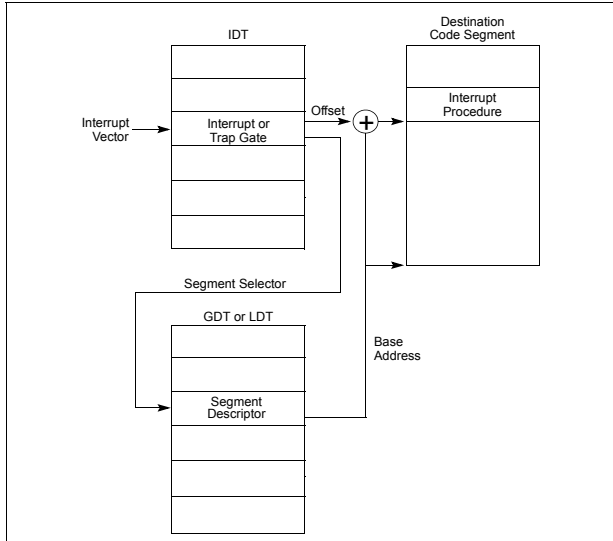 IDT
Destination
Code Segment
Interrupt
Vector
Interrupt or
Trap Gate
Offset
+
Interrupt
Procedure
Segment Selector
GDT or LDT
Base
Address
Segment
Descriptor